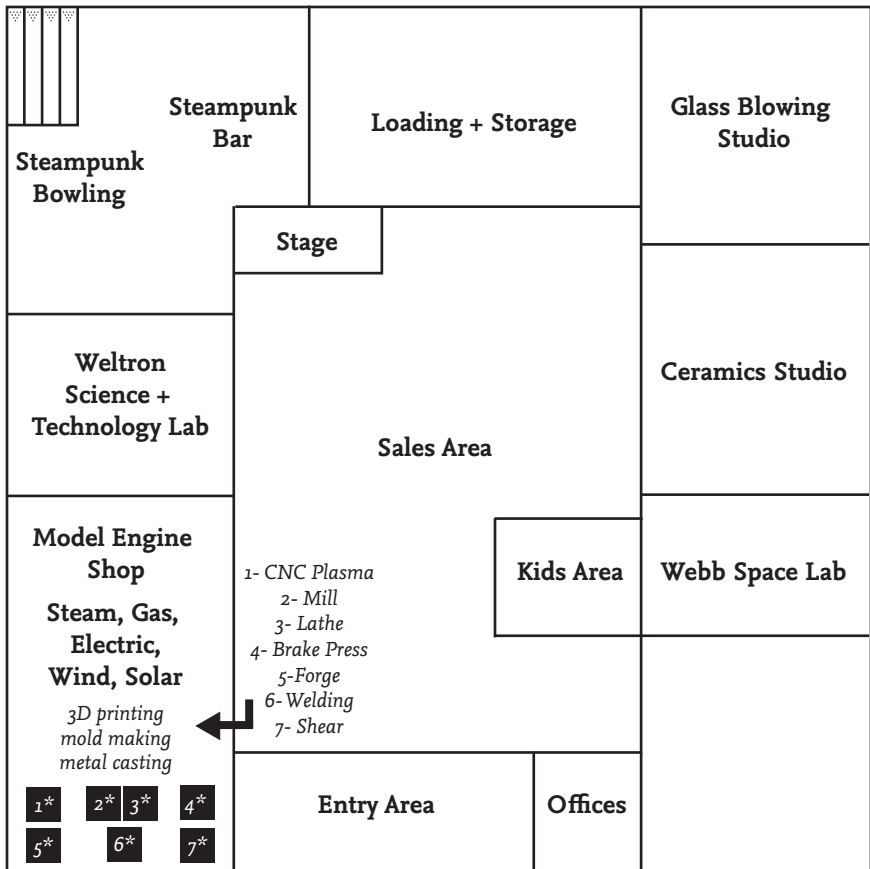 Steampunk
Bar
Loading + Storage
Glass Blowing
Studio
Steampunk
Bowling
Stage
Weltron
Science +
Technology Lab
Ceramics Studio
Sales Area
Model Engine
Shop
Steam, Gas,
Electric,
Wind, Solar
3D printing
mold making
metal casting
1- CNC Plasma
2- Mill
3- Lathe
4- Brake Press
5-Forge
6- Welding
7- Shear
Kids Area
Webb Space Lab
1* 2* 3* 4*
5* 6* 7*
Entry Area
Offices